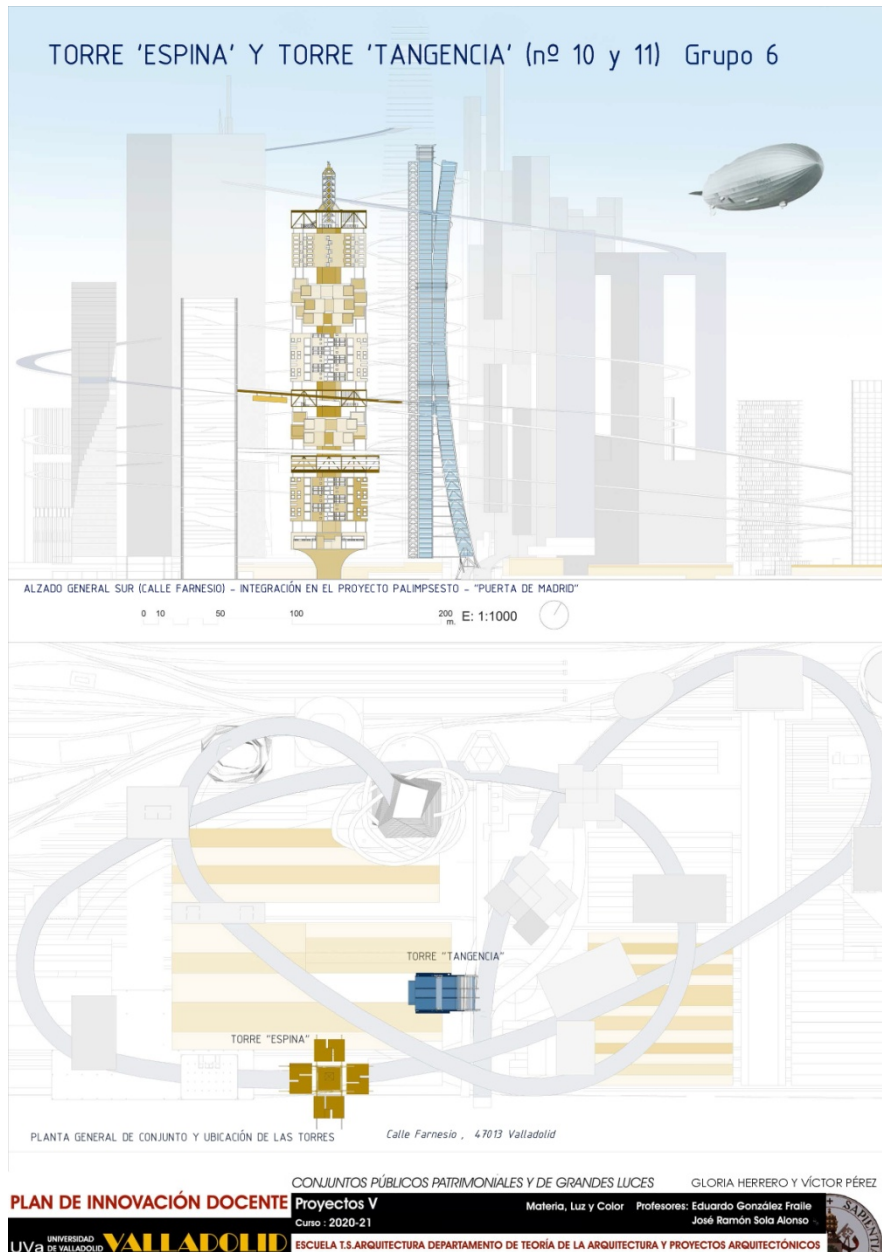 TORRE 'ESPINA' Y TORRE 'TANGENCIA' (nº 10 y 11) Grupo 6
ALZADO GENERAL SUR (CALLE FARNESIO) - INTEGRACIÓN EN EL PROYECTO PALIMPSESTO - "PUERTA DE MADRID"
0 10 50 100 200 m. E: 1:1000
TORRE "TANGENCIA"
TORRE "ESPINA"
PLANTA GENERAL DE CONJUNTO Y UBICACIÓN DE LAS TORRES Calle Farnesio , 47013 Valladolid
CONJUNTOS PÚBLICOS PATRIMONIALES Y DE GRANDES LUCES GLORIA HERRERO Y VÍCTOR PÉREZ
PLAN DE INNOVACIÓN DOCENTE Proyectos V Materia, Luz y Color Profesores: Eduardo González Fraile
Curso : 2020-21 José Ramón Sola Alonso
UVa UNIVERSIDAD DE VALLADOLID VALLADOLID ESCUELA T.S.ARQUITECTURA DEPARTAMENTO DE TEORÍA DE LA ARQUITECTURA Y PROYECTOS ARQUITECTÓNICOS